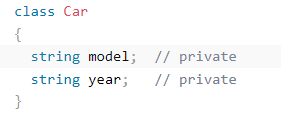 class Car
{
  string model;  // private
  string year;   // private
}